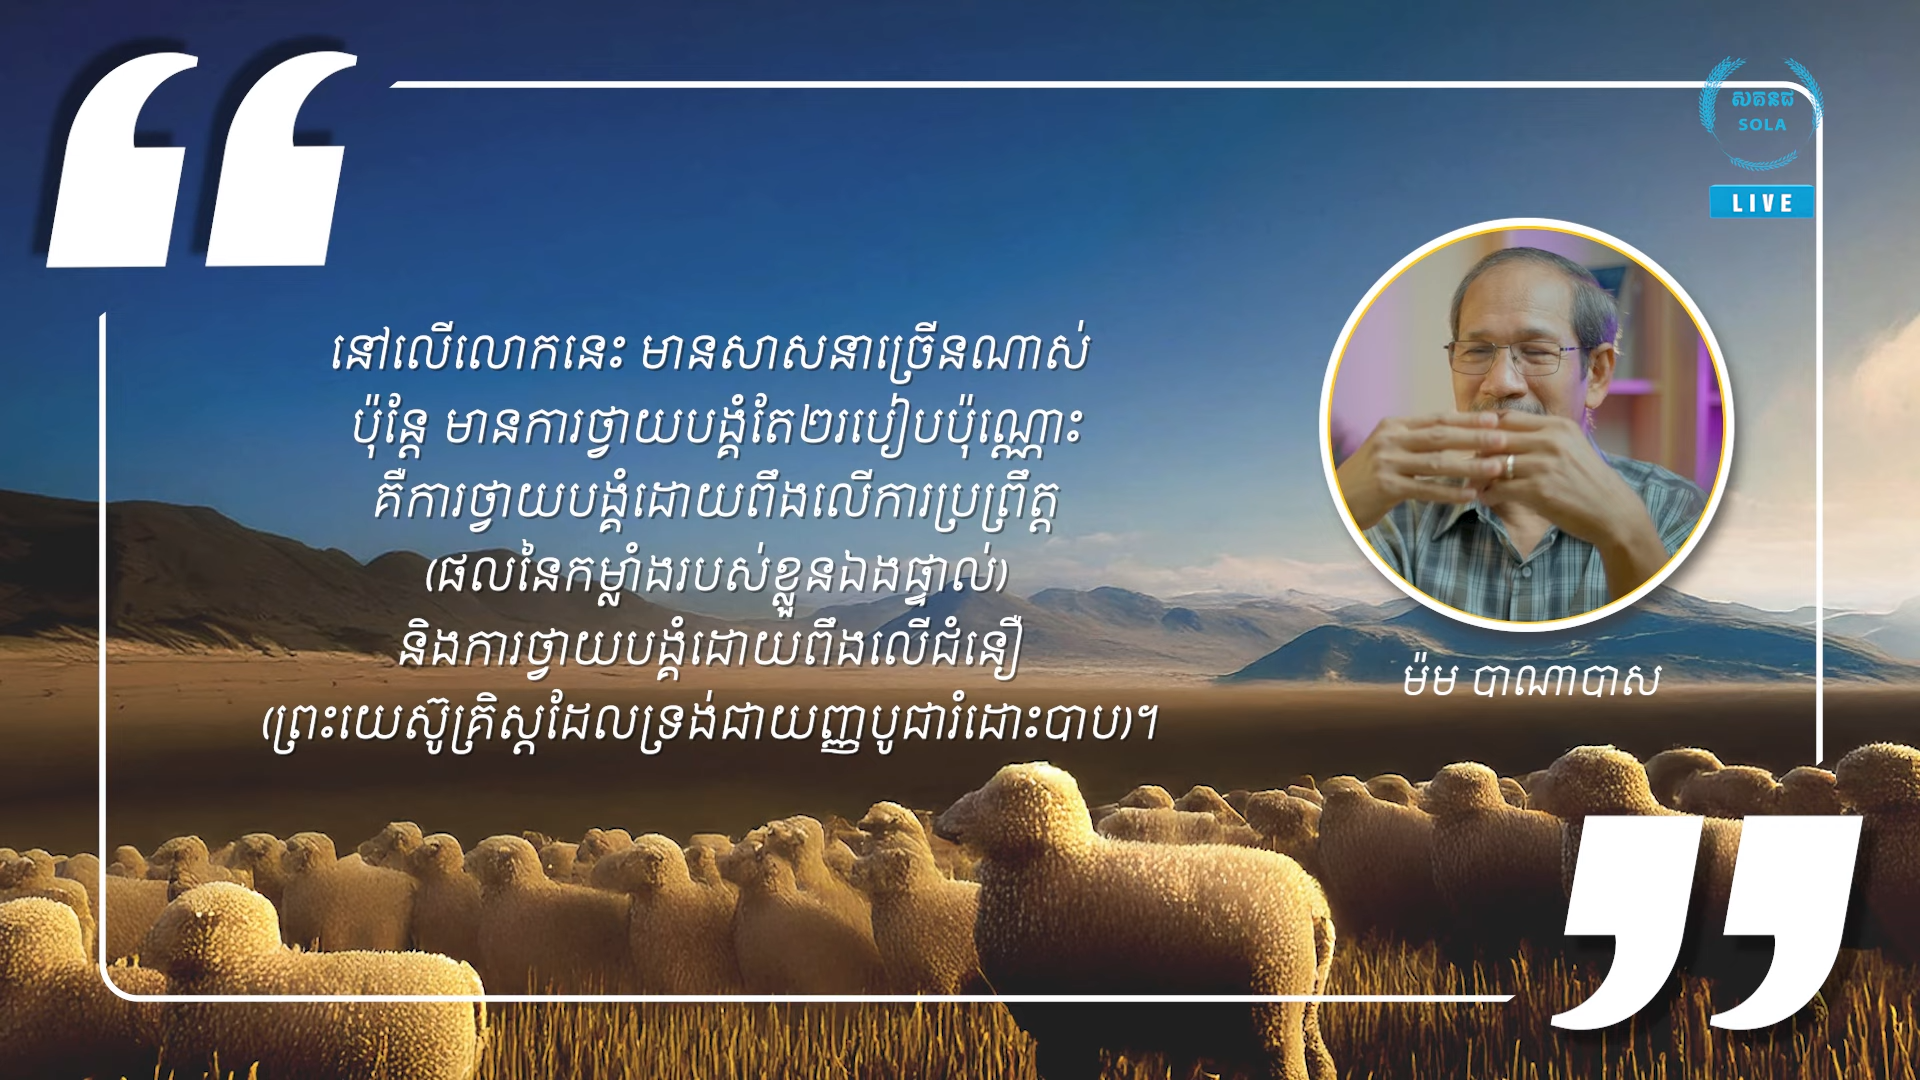 សគនជ
SOLA
LIVE
នៅលើលោកនេះ មានសាសនាច្រើនណាស់
ប៉ុន្តែ មានការថ្វាយបង្គំតែ២របៀបប៉ុណ្ណោះ
គឺការថ្វាយបង្គំដោយពឹងលើការប្រព្រឹត្ត
(ផលនៃកម្លាំងរបស់ខ្លួនឯងផ្ទាល់)
និងការថ្វាយបង្គំដោយពឹងលើជំនឿ
(ព្រះយេស៊ូគ្រិស្តដែលទ្រង់ជាយញ្ញបូជារំដោះបាប)។
ម៉ម បាណាបាស